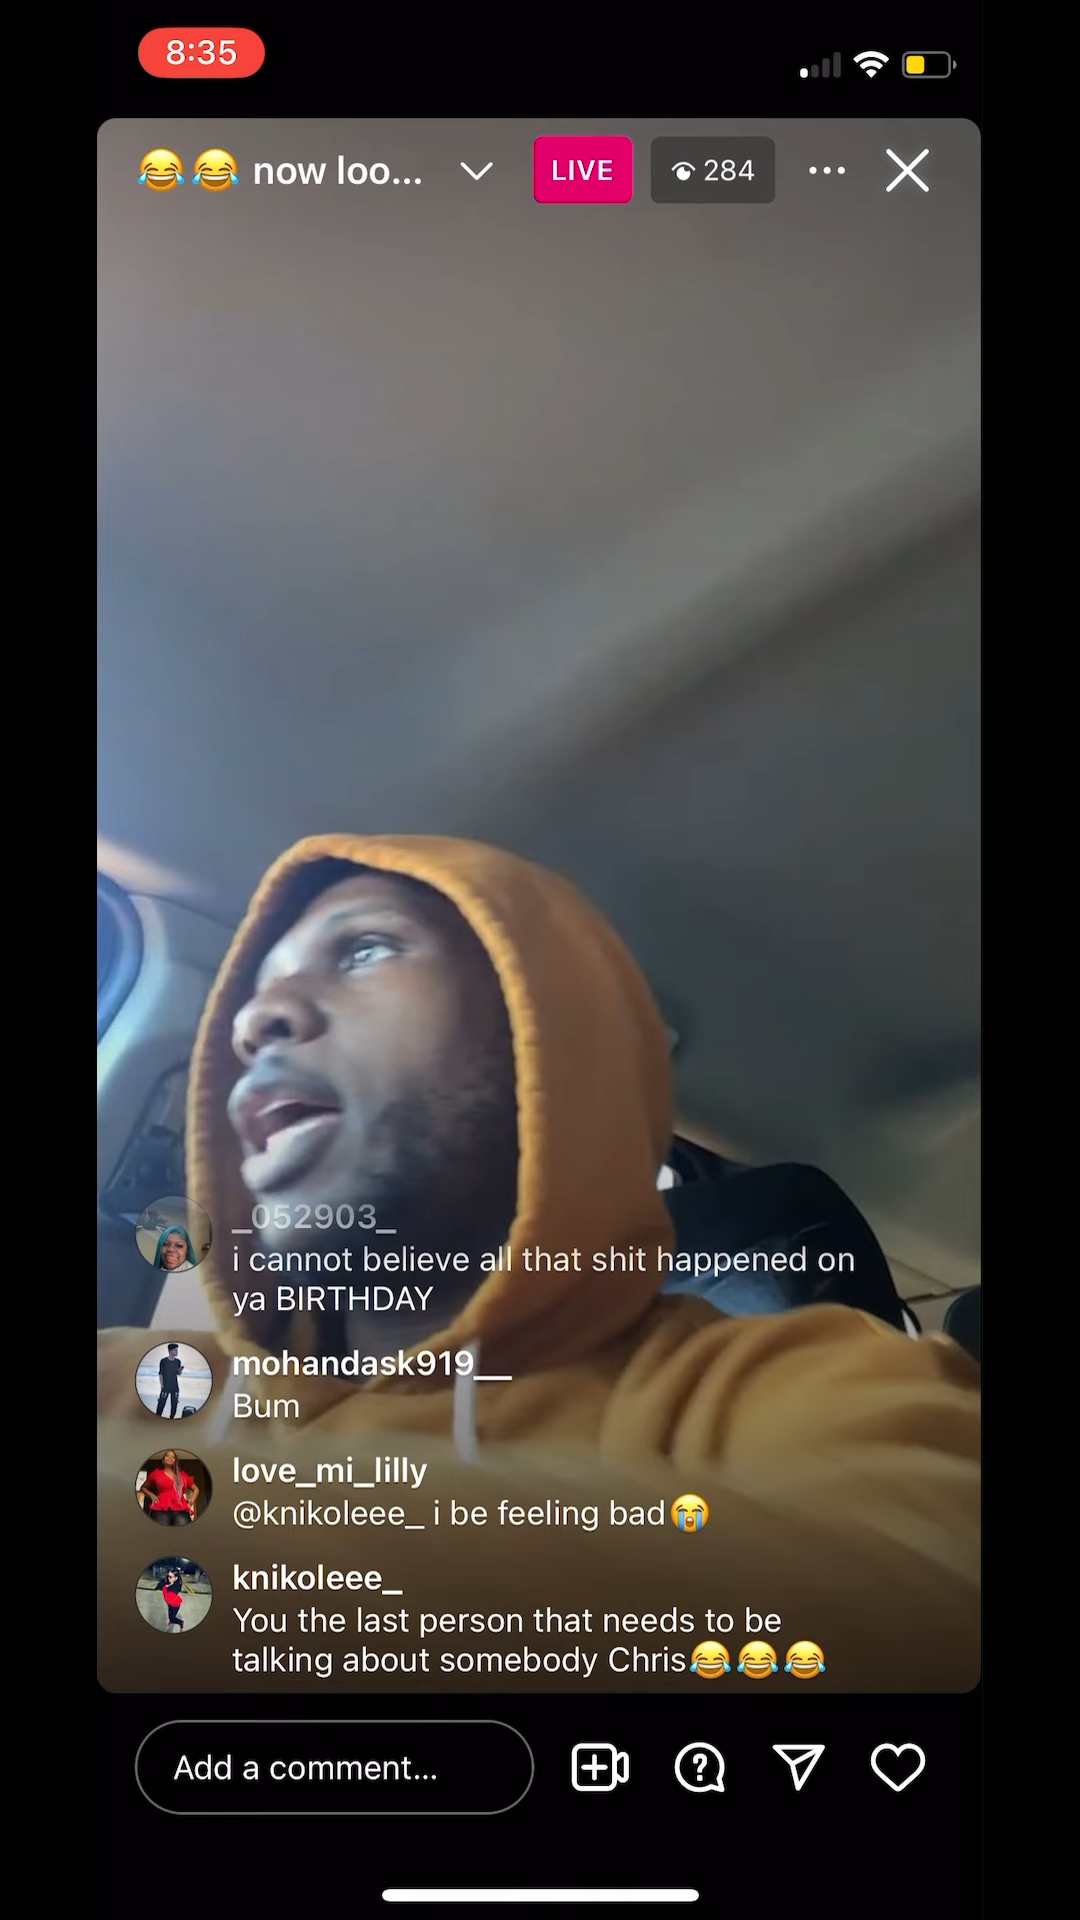 8:35
😂😂 now loo...
LIVE
284
_052903_
i cannot believe all that shit happened on
ya BIRTHDAY
mohandask919__
Bum
love_mi_lilly
@knikoleee_ i be feeling bad😭
knikoleee_
You the last person that needs to be
talking about somebody Chris😂😂😂
Add a comment...